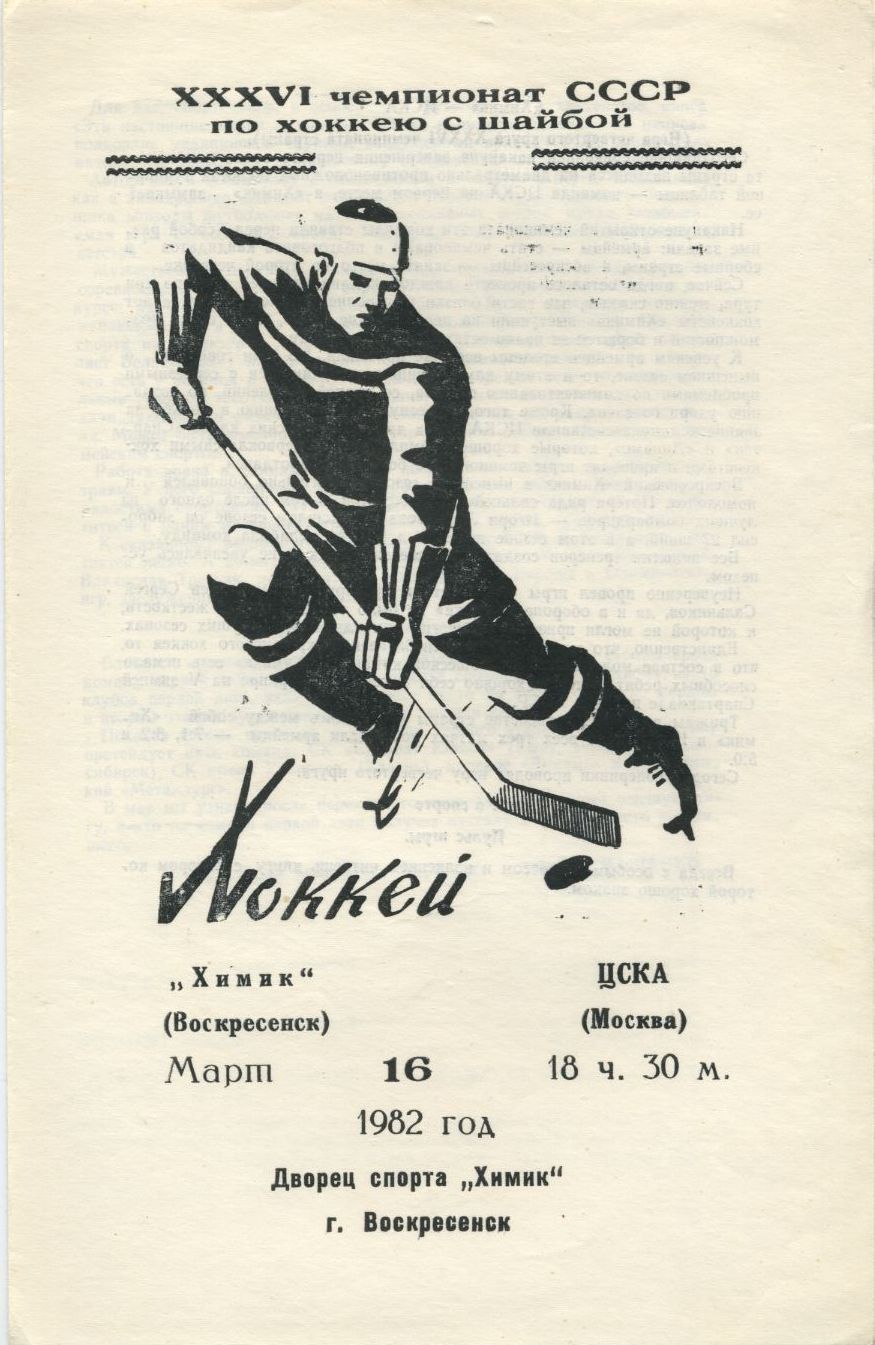 XXXVI чемпионат СССР
по хоккею с шайбой
Хоккей
„Химик“ ЦСКА
(Воскресенск) (Москва)
Март 16 18 ч. 30 м.
1982 год
Дворец спорта „Химик“
г. Воскресенск